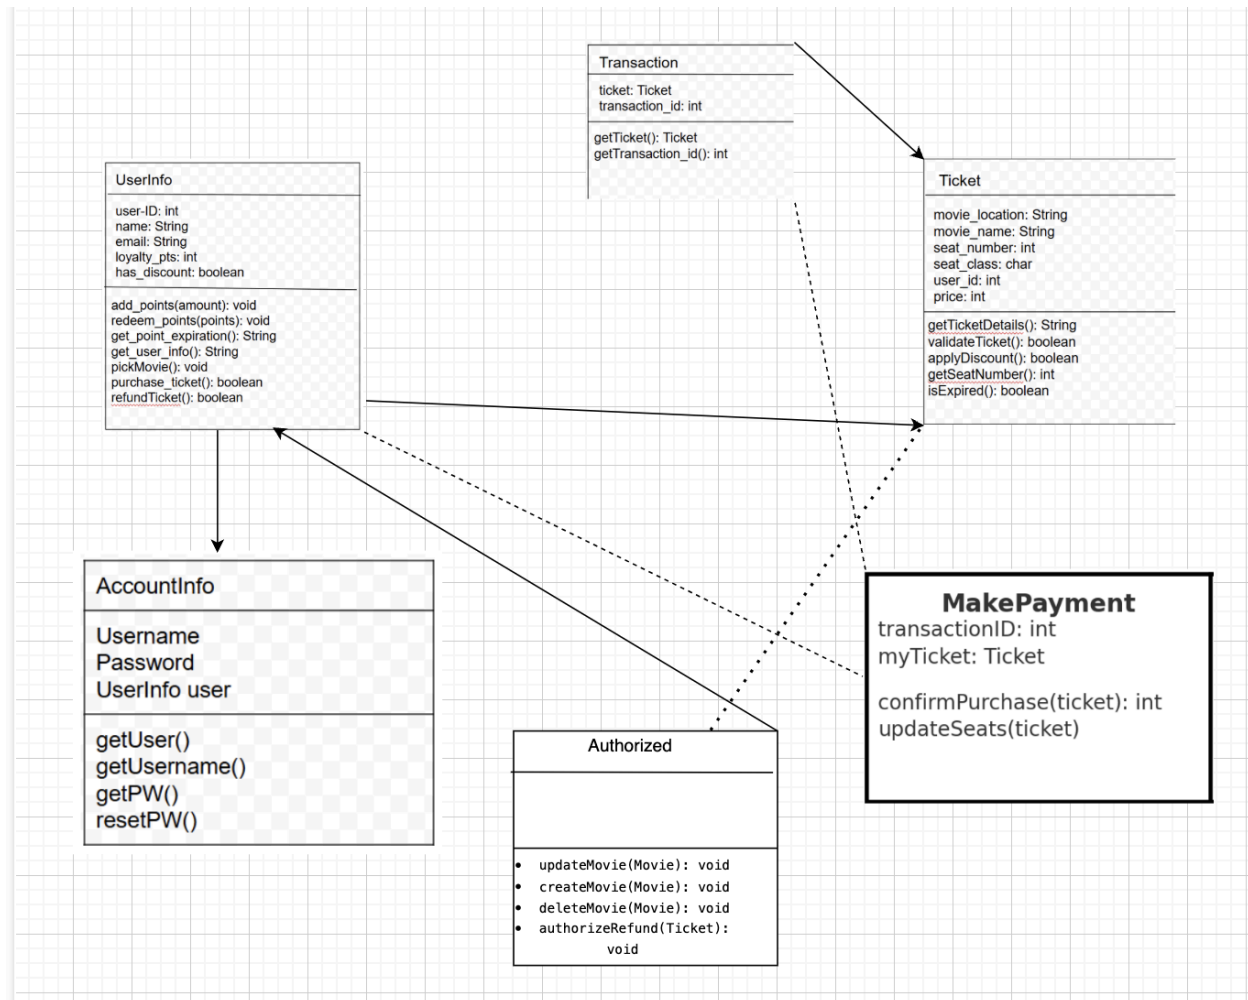 Transaction
ticket: Ticket
transaction_id: int
getTicket(): Ticket
getTransaction_id(): int
UserInfo
user-ID: int
name: String
email: String
loyalty_pts: int
has_discount: boolean
add_points(amount): void
redeem_points(points): void
get_point_expiration(): String
get_user_info(): String
pickMovie(): void
purchase_ticket(): boolean
refundTicket(): boolean
Ticket
movie_location: String
movie_name: String
seat_number: int
seat_class: char
user_id: int
price: int
getTicketDetails(): String
validateTicket(): boolean
applyDiscount(): boolean
getSeatNumber(): int
isExpired(): boolean
AccountInfo
Username
Password
UserInfo user
getUser()
getUsername()
getPW()
resetPW()
MakePayment
transactionID: int
myTicket: Ticket
confirmPurchase(ticket): int
updateSeats(ticket)
Authorized
• updateMovie(Movie): void
• createMovie(Movie): void
• deleteMovie(Movie): void
• authorizeRefund(Ticket):
void